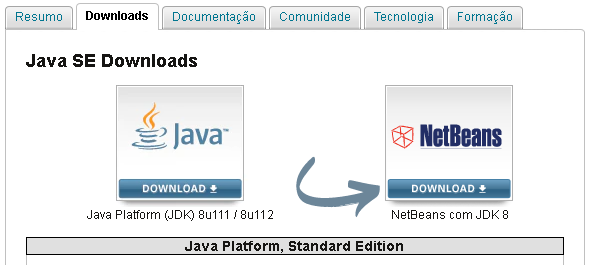 Resumo Downloads Documentação Comunidade Tecnologia Formação
Java SE Downloads
Java™ NetBeans
DOWNLOAD DOWNLOAD
Java Platform (JDK) 8u111 / 8u112 NetBeans com JDK 8
Java Platform, Standard Edition